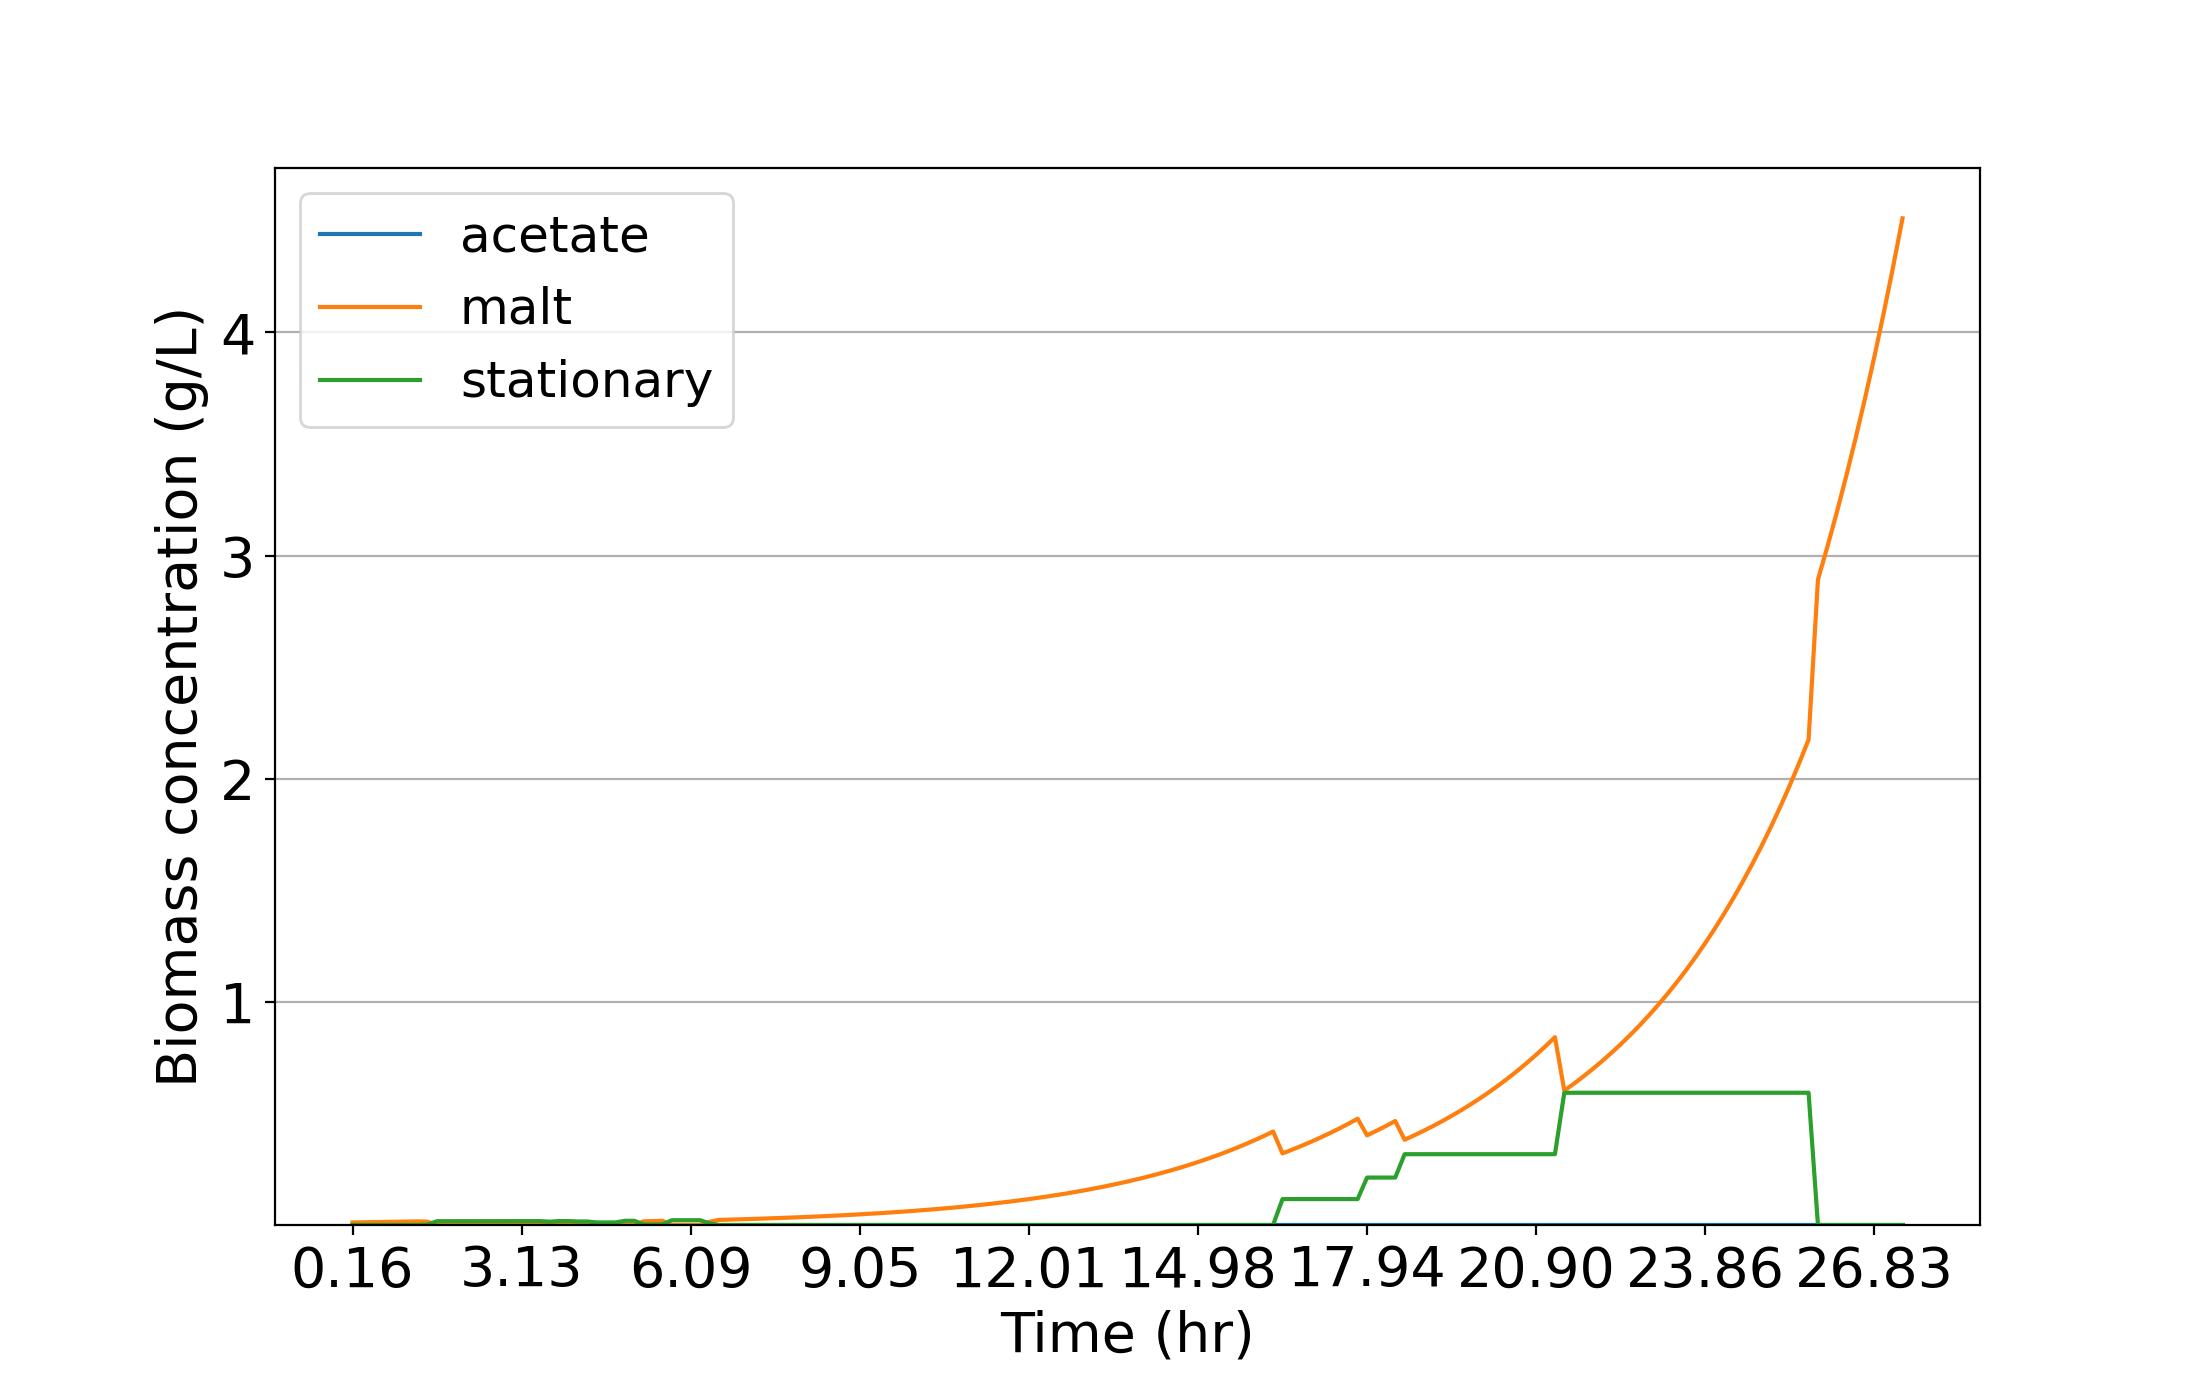 acetate
malt
stationary
Biomass concentration (g/L)
4
3
2
1
0.16 3.13 6.09 9.05 12.01 14.98 17.94 20.90 23.86 26.83
Time (hr)